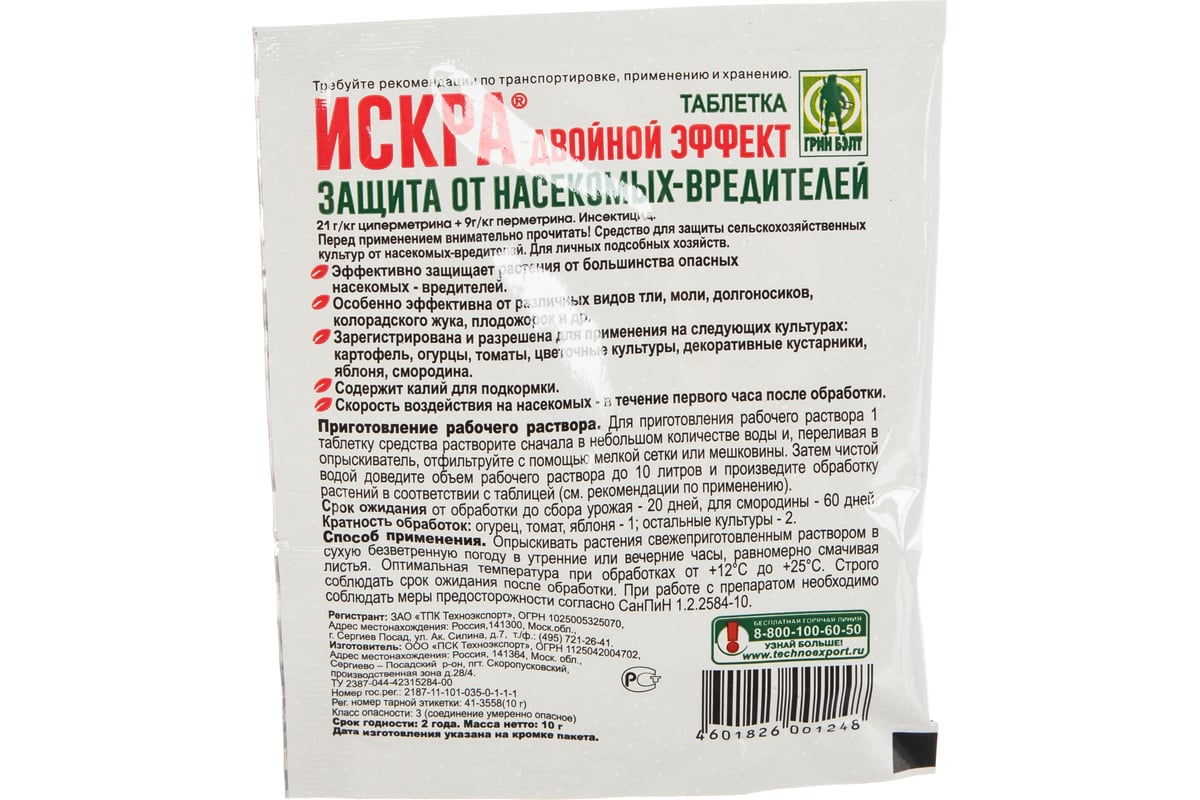 Требуйте рекомендации по транспортировке, применению и хранению.
ИСКРА® ТАБЛЕТКА
ДВОЙНОЙ ЭФФЕКТ
ГРИН БЭЛТ
ЗАЩИТА ОТ НАСЕКОМЫХ-ВРЕДИТЕЛЕЙ
21 г/кг циперметрина + 9г/кг перметрина. Инсектицид.
Перед применением внимательно прочитать! Средство для защиты сельскохозяйственных
культур от насекомых-вредителей. Для личных подсобных хозяйств.
Эффективно защищает растения от большинства опасных
насекомых - вредителей.
Особенно эффективна от различных видов тли, моли, долгоносиков,
колорадского жука, плодожорок и др.
Зарегистрирована и разрешена для применения на следующих культурах:
картофель, огурцы, томаты, цветочные культуры, декоративные кустарники,
яблоня, смородина.
Содержит калий для подкормки.
Скорость воздействия на насекомых - в течение первого часа после обработки.
Приготовление рабочего раствора. Для приготовления рабочего раствора 1
таблетку средства растворите сначала в небольшом количестве воды и, переливая в
опрыскиватель, отфильтруйте с помощью мелкой сетки или мешковины. Затем чистой
водой доведите объем рабочего раствора до 10 литров и произведите обработку
растений в соответствии с таблицей (см. рекомендации по применению).
Срок ожидания от обработки до сбора урожая - 20 дней, для смородины - 60 дней
Кратность обработок: огурец, томат, яблоня - 1; остальные культуры - 2.
Способ применения. Опрыскивать растения свежеприготовленным раствором в
сухую безветренную погоду в утренние или вечерние часы, равномерно смачивая
листья. Оптимальная температура при обработках от +12°C до +25°C. Строго
соблюдать срок ожидания после обработки. При работе с препаратом необходимо
соблюдать меры предосторожности согласно СанПиН 1.2.2584-10.
Регистрант: ЗАО «ТПК Техноэкспорт», ОГРН 1025005325070,
Адрес местонахождения: Россия,141300, Моск.обл.,
г. Сергиев Посад, ул. Ак. Силина, д.7. т./ф.: (495) 721-26-41.
Изготовитель: ООО «ПСК Техноэкспорт», ОГРН 1125042004702,
Адрес местонахождения: Россия, 141364, Моск. обл.,
Сергиево – Посадский р-он, пгт. Скоропусковский,
производственная зона д.28/4.
ТУ 2387-044-42315284-00
Номер гос.рег.: 2187-11-101-035-0-1-1-1
Рег. номер тарной этикетки: 41-3558(10 г)
Класс опасности: 3 (соединение умеренно опасное)
Срок годности: 2 года. Масса нетто: 10 г
Дата изготовления указана на кромке пакета.
БЕСПЛАТНАЯ ГОРЯЧАЯ ЛИНИЯ
8-800-100-60-50
УЗНАЙ БОЛЬШЕ!
www.technoexport.ru
РСТ
4601826 001248